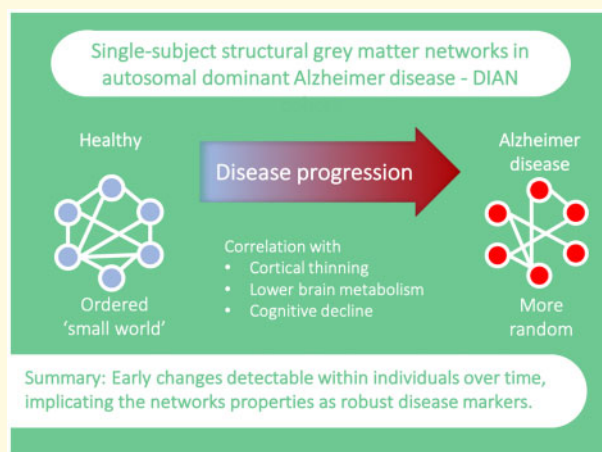 Single-subject structural grey matter networks in
autosomal dominant Alzheimer disease - DIAN
Healthy
Disease progression
Alzheimer
disease
Correlation with
• Cortical thinning
• Lower brain metabolism
• Cognitive decline
Ordered
‘small world’
More
random
Summary: Early changes detectable within individuals over time,
implicating the networks properties as robust disease markers.